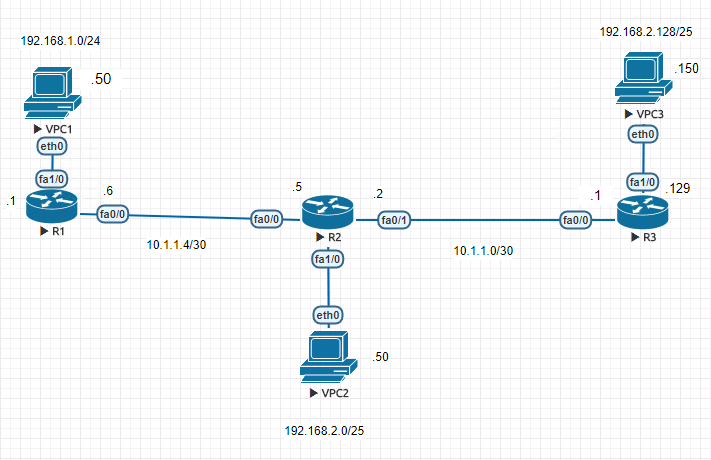 192.168.1.0/24
192.168.2.128/25
.50
.150
VPC1
VPC3
eth0
eth0
fa1/0
fa1/0
.1
.6
.5
.2
.1
.129
fa0/0
fa0/0
fa0/1
fa0/0
R1
R2
R3
10.1.1.4/30
10.1.1.0/30
fa1/0
eth0
.50
VPC2
192.168.2.0/25